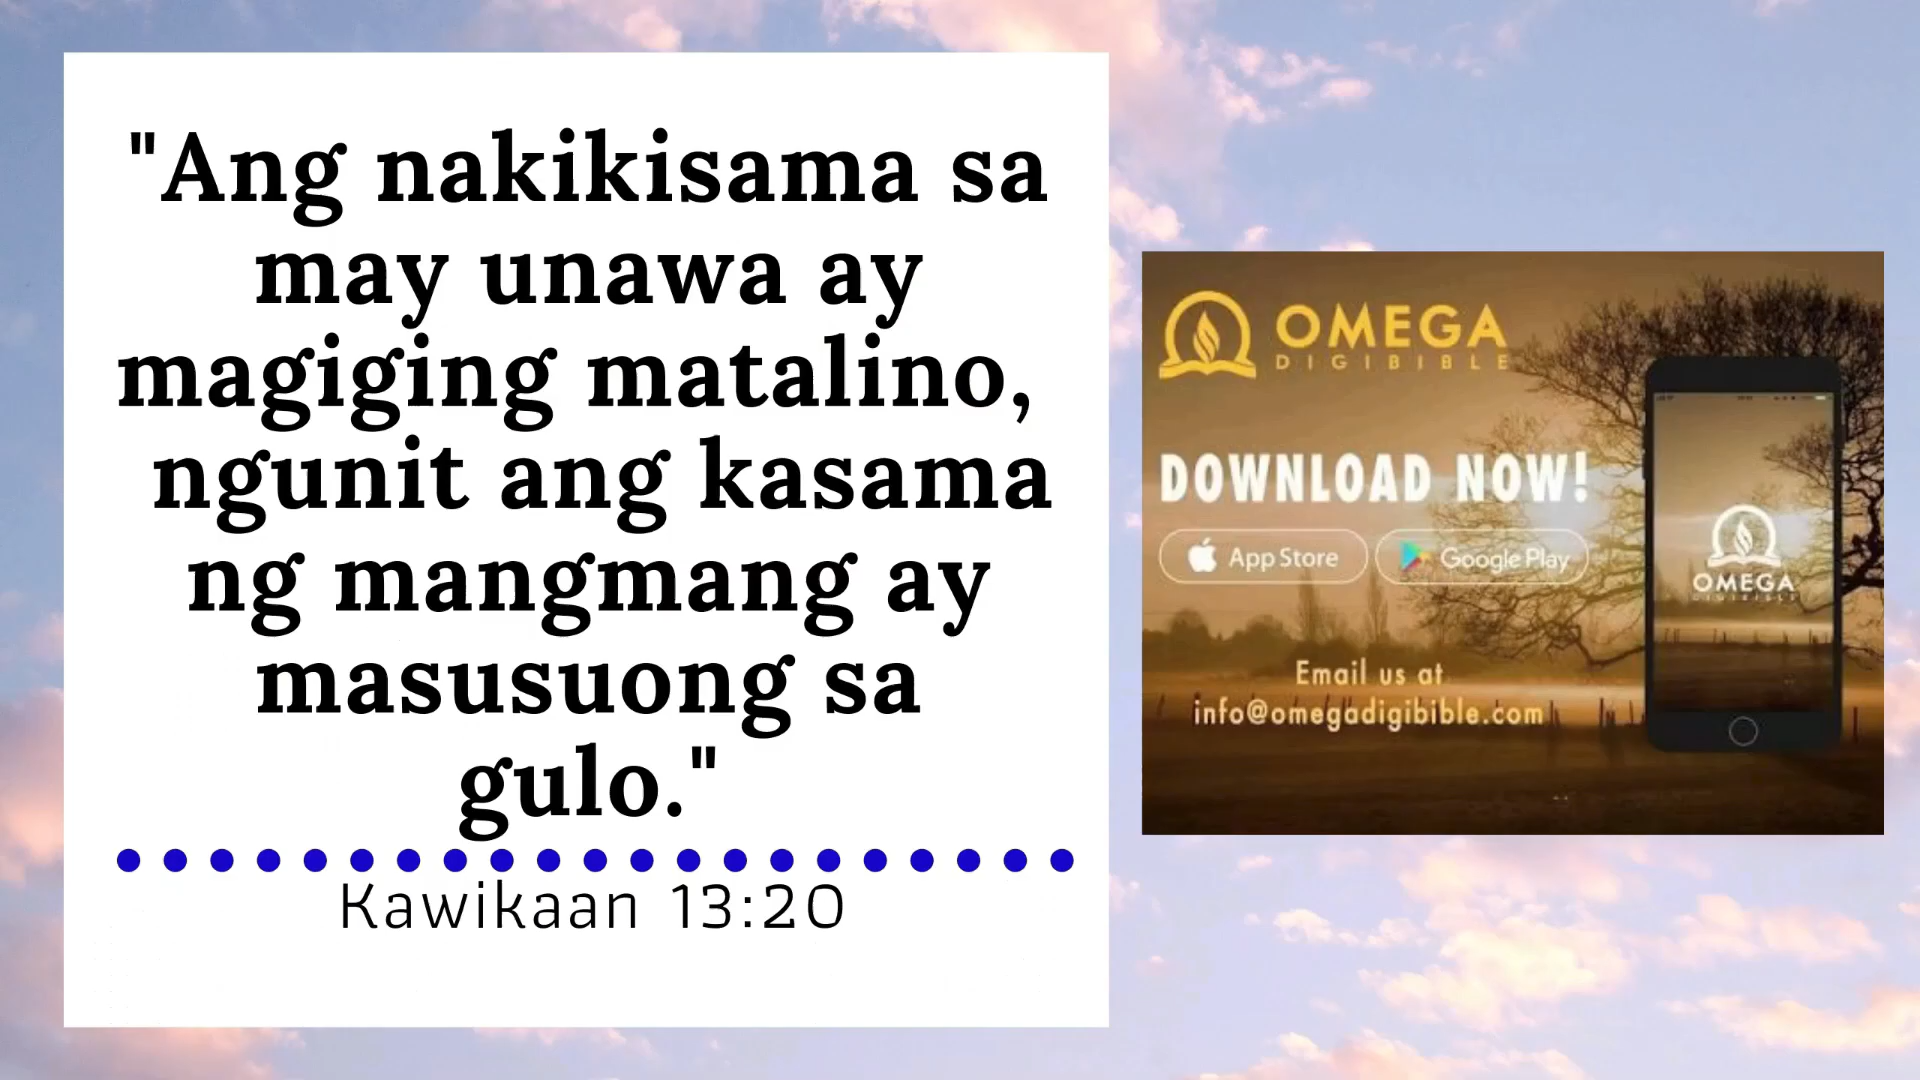 "Ang nakikisama sa
may unawa ay
magiging matalino,
ngunit ang kasama
ng mangmang ay
masusuong sa
gulo."
Kawikaan 13:20
OMEGA
DIGIBIBLE
DOWNLOAD NOW!
App Store
Google Play
Email us at
info@omegadigibible.com
OMEGA
DIGIBIBLE